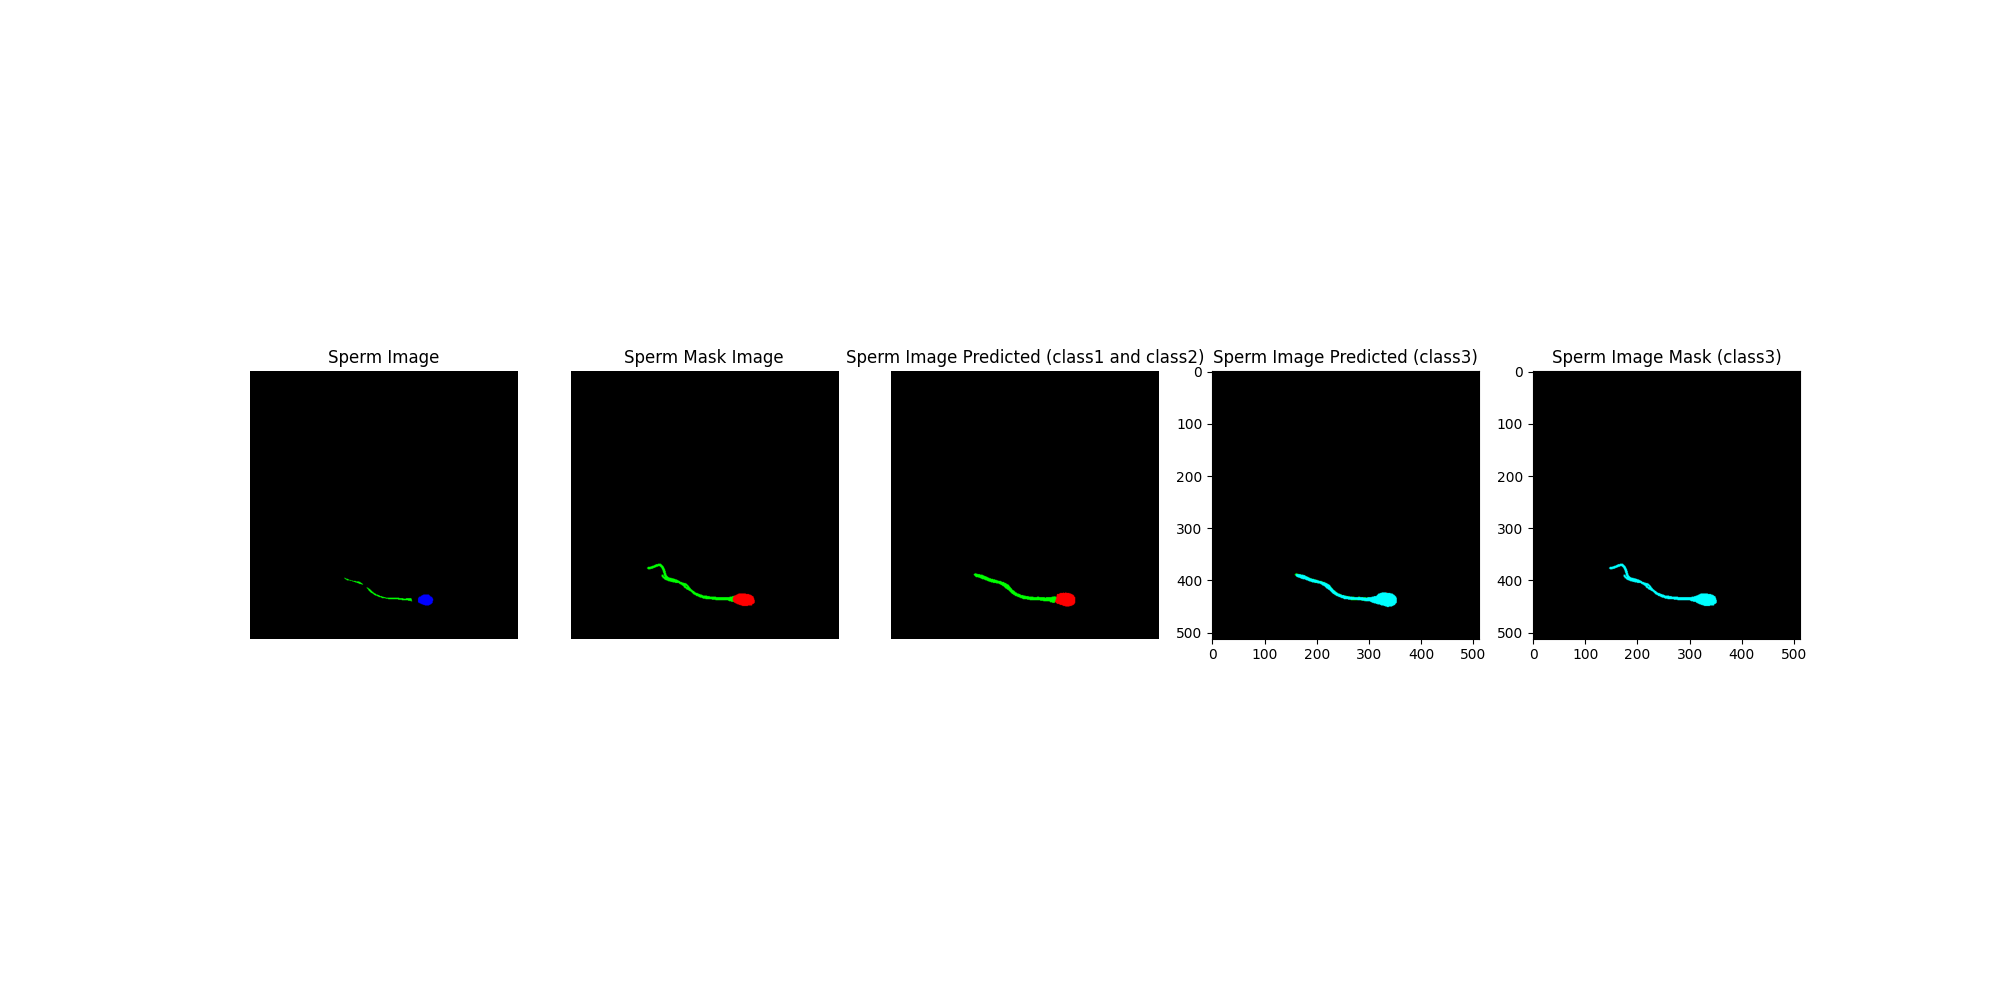 Sperm Image
Sperm Mask Image
Sperm Image Predicted (class1 and class2)
Sperm Image Predicted (class3)
Sperm Image Mask (class3)
0
100
200
300
400
500
0 100 200 300 400 500
0
100
200
300
400
500
0 100 200 300 400 500